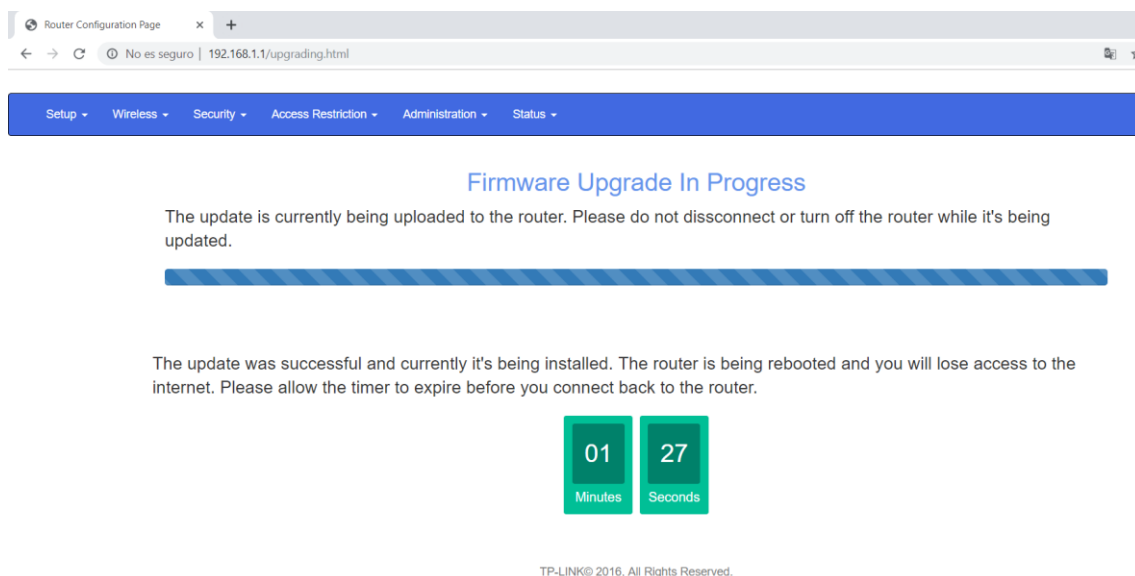 Router Configuration Page
No es seguro | 192.168.1.1/upgrading.html
Setup Wireless Security Access Restriction Administration Status
Firmware Upgrade In Progress
The update is currently being uploaded to the router. Please do not dissconnect or turn off the router while it's being
updated.
The update was successful and currently it's being installed. The router is being rebooted and you will lose access to the
internet. Please allow the timer to expire before you connect back to the router.
01 27
Minutes Seconds
TP-LINK© 2016. All Rights Reserved.